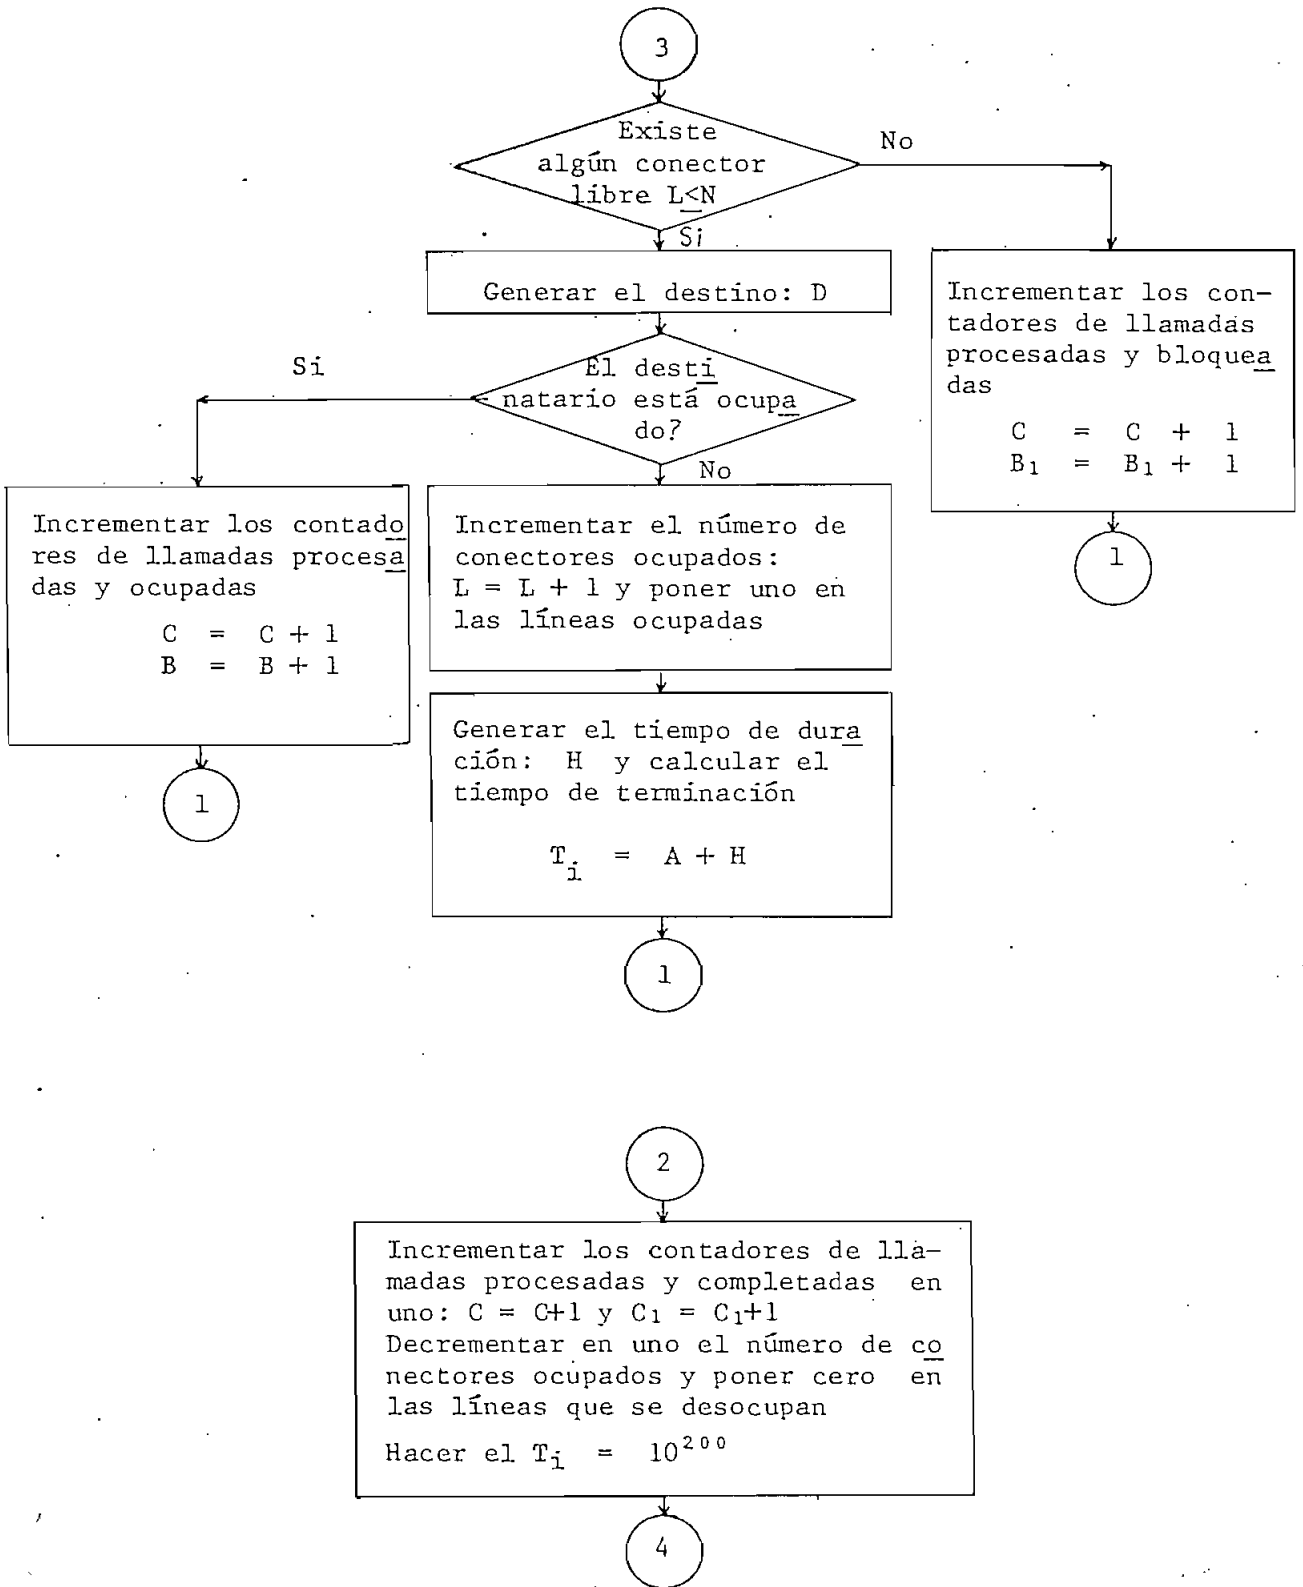 3
Existe
algún conector
libre L≤N
No
Si
Generar el destino: D
Incrementar los con-
tadores de llamadas
procesadas y bloquea
das
C = C + 1
B₁ = B₁ + 1
1
El desti
natario está ocupa
do?
Si
No
Incrementar los contado
res de llamadas procesa
das y ocupadas
C = C + 1
B = B + 1
1
Incrementar el número de
conectores ocupados:
L = L + 1 y poner uno en
las líneas ocupadas
Generar el tiempo de dura
ción: H y calcular el
tiempo de terminación
Tᵢ = A + H
1
2
Incrementar los contadores de lla-
madas procesadas y completadas en
uno: C = C+1 y C₁ = C₁+1
Decrementar en uno el número de co
nectores ocupados y poner cero en
las líneas que se desocupan
Hacer el Tᵢ = 10²⁰⁰
4